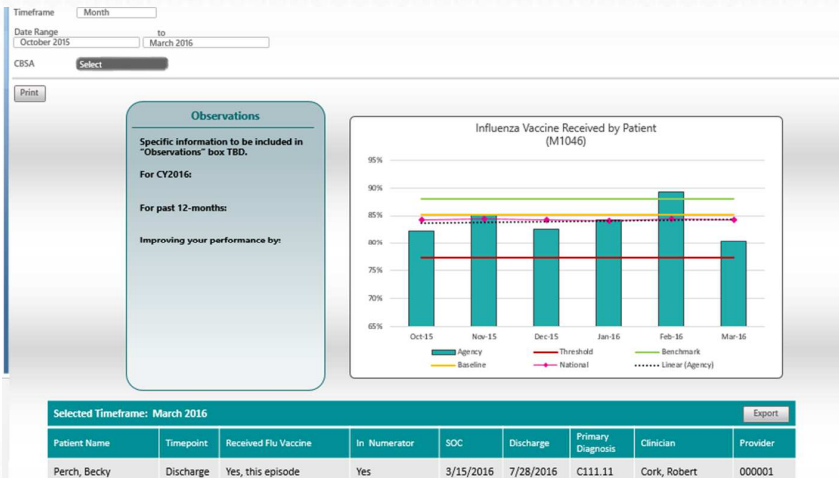 Timeframe Month
Date Range to
October 2015 March 2016
CBSA Select
Print
Observations
Specific information to be included in
"Observations" box TBD.
For CY2016:
For past 12-months:
Improving your performance by:
Influenza Vaccine Received by Patient
(M1046)
95%
90%
85%
80%
75%
70%
65%
Oct-15 Nov-15 Dec-15 Jan-16 Feb-16 Mar-16
Agency Threshold Benchmark
Baseline National Linear (Agency)
Selected Timeframe: March 2016 Export
Patient Name Timepoint Received Flu Vaccine In Numerator SOC Discharge Primary Diagnosis Clinician Provider
Perch, Becky Discharge Yes, this episode Yes 3/15/2016 7/28/2016 C111.11 Cork, Robert 000001